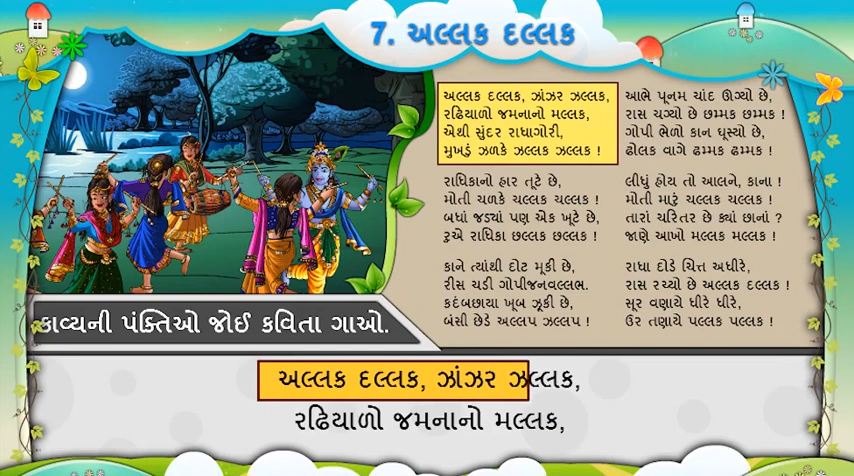 7. અલ્લક દલ્લક
અલ્લક દલ્લક, ઝાંઝર ઝલ્લક,
રઢિયાળો જમનાનો મલ્લક,
એથી સુંદર રાધાગોરી,
મુખડું ઝળકે ઝલ્લક ઝલ્લક !
રાધિકાનો હાર તૂટે છે,
મોતી ચળકે ચલ્લક ચલ્લક !
બધાં જડ્યાં પણ એક ખૂટે છે,
રુએ રાધિકા છલ્લક છલ્લક !
કાને ત્યાંથી દોટ મૂકી છે,
રીસ ચડી ગોપીજનવલ્લભ.
કદંબછાયા ખૂબ ઝૂકી છે,
બંસી છેડે અલ્લપ ઝલ્લપ !
આભે પૂનમ ચાંદ ઊગ્યો છે,
રાસ ચગ્યો છે છમ્મક છમ્મક !
ગોપી ભેળો કાન ઘૂસ્યો છે,
ઢોલક વાગે ઢમ્મક ઢમ્મક !
લીધું હોય તો આલને, કાના !
મોતી મારું ચલ્લક ચલ્લક !
તારાં ચરિતર છે ક્યાં છાનાં ?
જાણે આખો મલ્લક મલ્લક !
રાધા દોડે ચિત્ત અધીરે,
રાસ રચ્યો છે અલ્લક દલ્લક !
સૂર વણાયે ધીરે ધીરે,
ઉર તણાયે પલ્લક પલ્લક !
કાવ્યની પંક્તિઓ જોઈ કવિતા ગાઓ.
અલ્લક દલ્લક, ઝાંઝર ઝલ્લક,
રઢિયાળો જમનાનો મલ્લક,